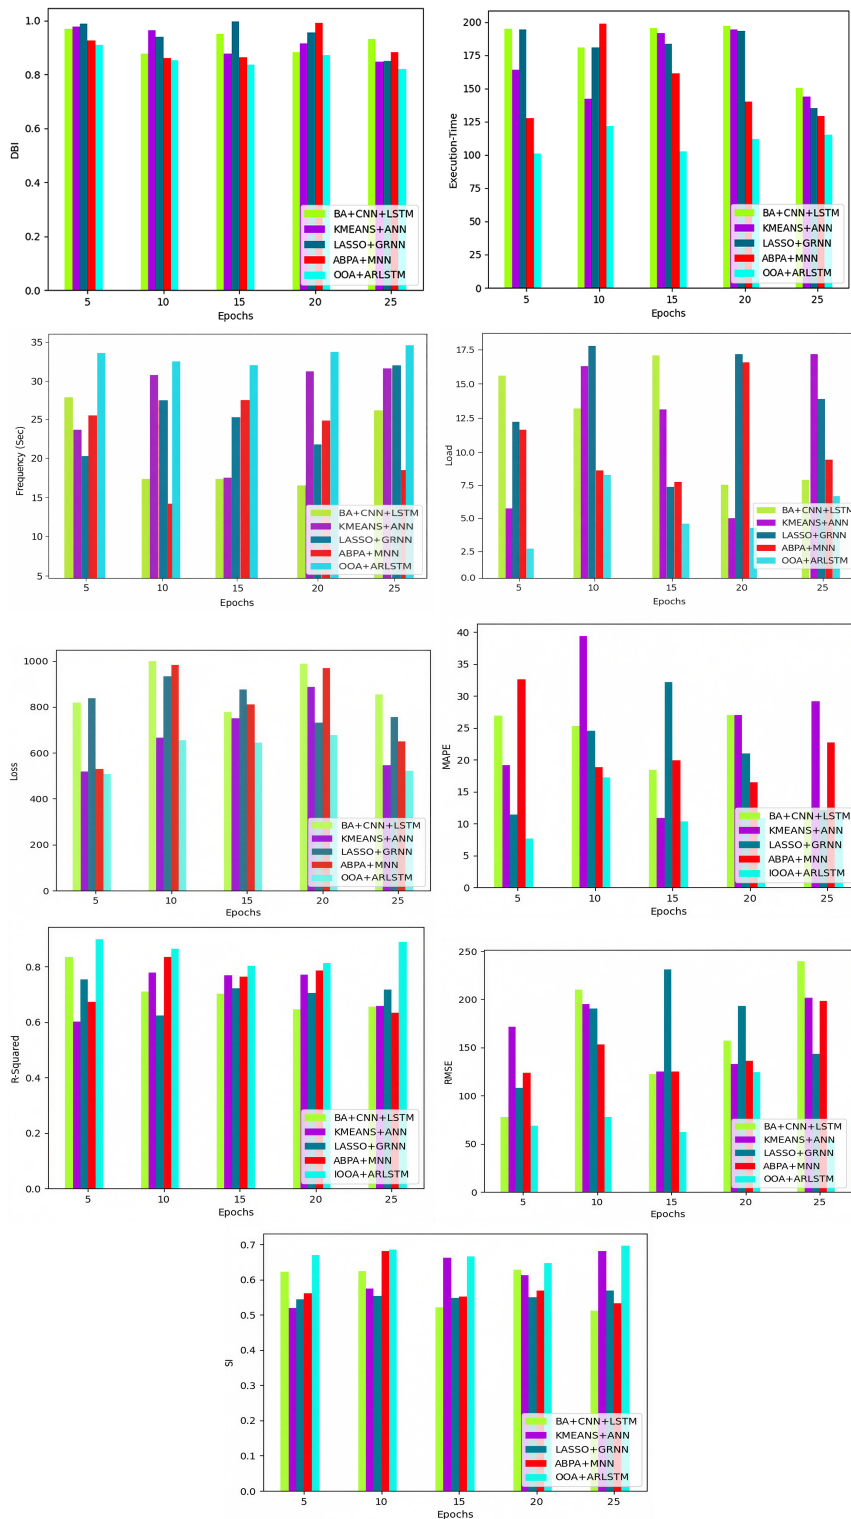 1.0
0.8
0.6
0.4
0.2
0.0
DBI
5 10 15 20 25
Epochs
BA+CNN+LSTM
KMEANS+ANN
LASSO+GRNN
ABPA+MNN
OOA+ARLSTM
200
175
150
125
100
75
50
25
0
Execution-Time
5 10 15 20 25
Epochs
BA+CNN+LSTM
KMEANS+ANN
LASSO+GRNN
ABPA+MNN
OOA+ARLSTM
35
30
25
20
15
10
5
Frequency (Sec)
5 10 15 20 25
Epochs
BA+CNN+LSTM
KMEANS+ANN
LASSO+GRNN
ABPA+MNN
OOA+ARLSTM
17.5
15.0
12.5
10.0
7.5
5.0
2.5
0.0
Load
5 10 15 20 25
Epochs
BA+CNN+LSTM
KMEANS+ANN
LASSO+GRNN
ABPA+MNN
OOA+ARLSTM
1000
800
600
400
200
0
Loss
5 10 15 20 25
Epochs
BA+CNN+LSTM
KMEANS+ANN
LASSO+GRNN
ABPA+MNN
OOA+ARLSTM
40
35
30
25
20
15
10
5
0
MAPE
5 10 15 20 25
Epochs
BA+CNN+LSTM
KMEANS+ANN
LASSO+GRNN
ABPA+MNN
IOOA+ARLSTM
0.8
0.6
0.4
0.2
0.0
R-Squared
5 10 15 20 25
Epochs
BA+CNN+LSTM
KMEANS+ANN
LASSO+GRNN
ABPA+MNN
IOOA+ARLSTM
250
200
150
100
50
0
RMSE
5 10 15 20 25
Epochs
BA+CNN+LSTM
KMEANS+ANN
LASSO+GRNN
ABPA+MNN
OOA+ARLSTM
0.7
0.6
0.5
0.4
0.3
0.2
0.1
0.0
SI
5 10 15 20 25
Epochs
BA+CNN+LSTM
KMEANS+ANN
LASSO+GRNN
ABPA+MNN
OOA+ARLSTM